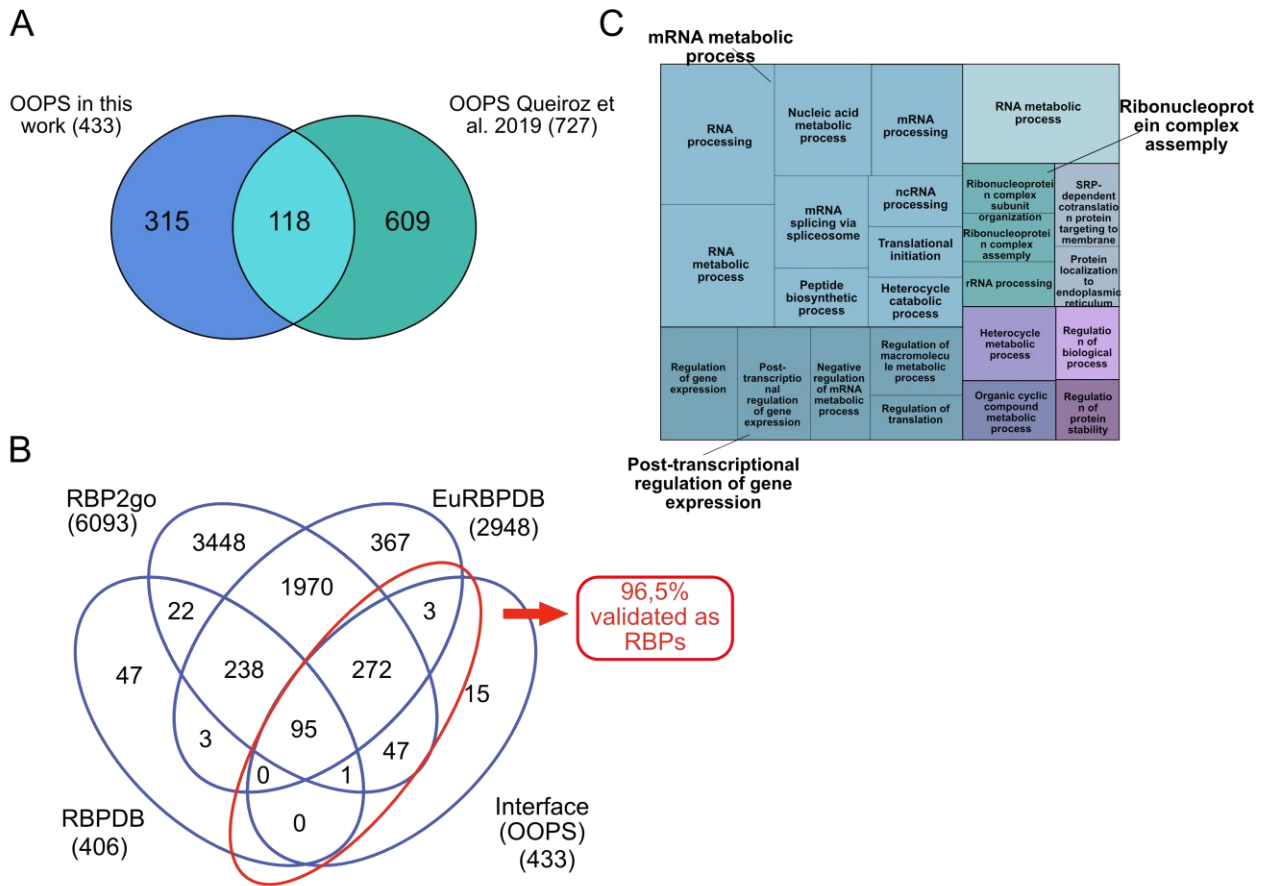 A
OOPS in this
work (433)
OOPS Queiroz et
al. 2019 (727)
315
118
609
C
mRNA metabolic
process
RNA
processing
Nucleic acid
metabolic
process
mRNA
processing
RNA metabolic
process
Ribonucleoprot
ein complex
assemply
RNA
metabolic
process
mRNA
splicing via
spliceosome
ncRNA
processing
Translational
initiation
Peptide
biosynthetic
process
Heterocycle
catabolic
process
Ribonucleoprotei
n complex
subunit
organization
Ribonucleoprotei
n complex
assemply
rRNA processing
SRP-
dependent
cotranslatio
n protein
targeting to
membrane
Protein
localization
to
endoplasmic
reticulum
Regulation
of gene
expression
Post-
transcriptio
nal
regulation
of gene
expression
Negative
regulation
of mRNA
metabolic
process
Regulation of
macromolecu
le metabolic
process
Regulation of
translation
Heterocycle
metabolic
process
Regulatio
n of
biological
process
Organic cyclic
compound
metabolic
process
Regulatio
n of
protein
stability
Post-transcriptional
regulation of gene
expression
B
RBP2go
(6093)
EuRBPDB
(2948)
3448
367
1970
22
3
47
238
272
15
95
3
47
0
1
0
RBPDB
(406)
Interface
(OOPS)
(433)
96,5%
validated as
RBPs